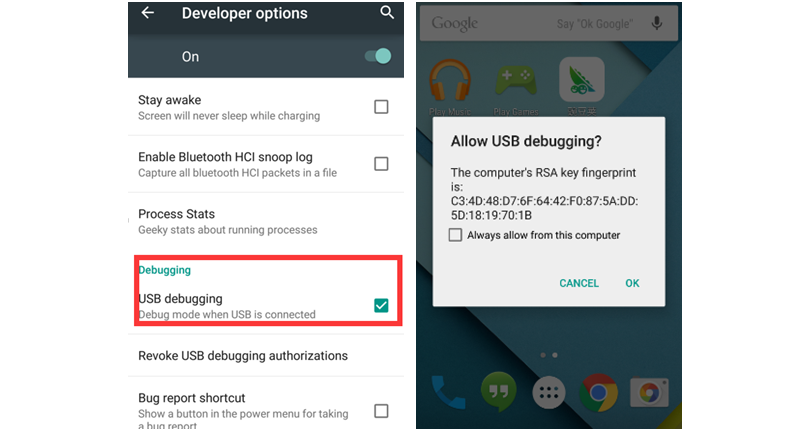 Developer options
On
Stay awake
Screen will never sleep while charging
Enable Bluetooth HCI snoop log
Capture all bluetooth HCI packets in a file
Process Stats
Geeky stats about running processes
Debugging
USB debugging
Debug mode when USB is connected
Revoke USB debugging authorizations
Bug report shortcut
Show a button in the power menu for taking
a bug report
Google
Say "Ok Google"
Play Music
Play Games
Allow USB debugging?
The computer's RSA key fingerprint
is:
C3:4D:48:D7:6F:64:42:F0:87:5A:DD:
5D:18:19:70:1B
Always allow from this computer
CANCEL
OK